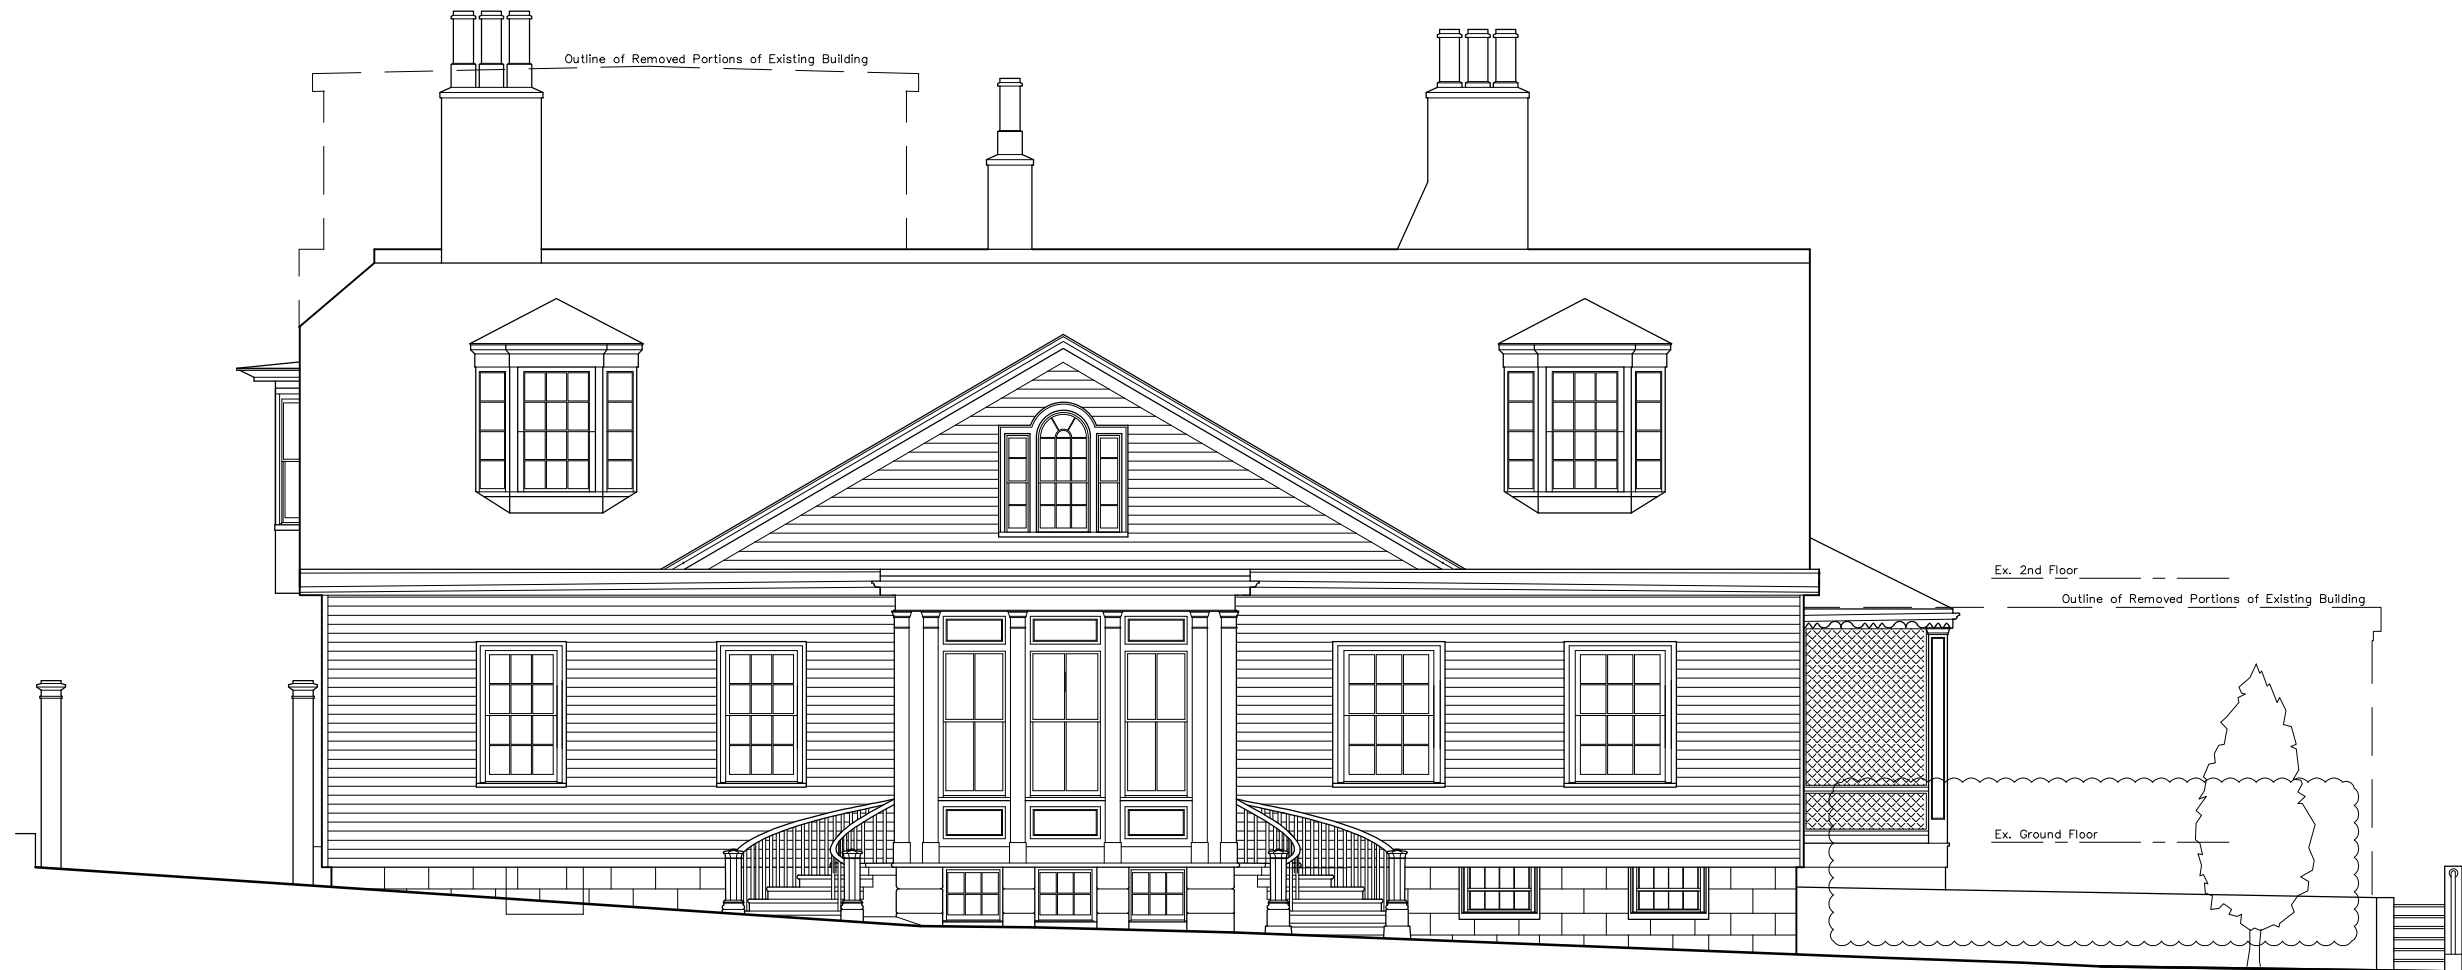 Outline of Removed Portions of Existing Building
Ex. 2nd Floor
Outline of Removed Portions of Existing Building
Ex. Ground Floor